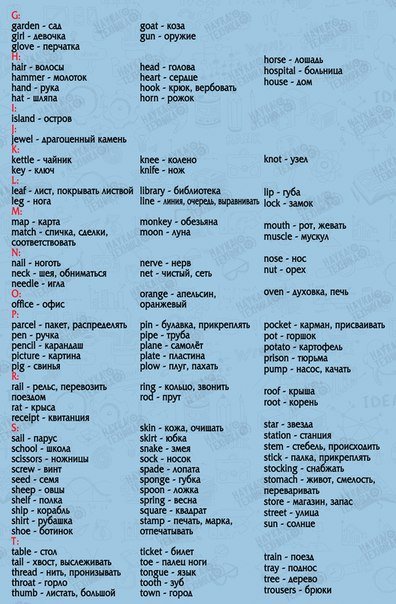 G:
garden - сад
girl - девочка
glove - перчатка
goat - коза
gun - оружие
H:
hair - волосы
hammer - молоток
hand - рука
hat - шляпа
head - голова
heart - сердце
hook - крюк, вербовать
horn - рожок
horse - лошадь
hospital - больница
house - дом
I:
island - остров
J:
jewel - драгоценный камень
K:
kettle - чайник
key - ключ
knee - колено
knife - нож
knot - узел
L:
leaf - лист, покрывать листвой
leg - нога
library - библиотека
line - линия, очередь, выравнивать
lip - губа
lock - замок
M:
map - карта
match - спичка, сделки,
соответствовать
monkey - обезьяна
moon - луна
mouth - рот, жевать
muscle - мускул
N:
nail - ноготь
neck - шея, обниматься
needle - игла
nerve - нерв
net - чистый, сеть
nose - нос
nut - орех
O:
office - офис
orange - апельсин,
оранжевый
oven - духовка, печь
P:
parcel - пакет, распределять
pen - ручка
pencil - карандаш
picture - картина
pig - свинья
pin - булавка, прикреплять
pipe - труба
plane - самолёт
plate - пластина
plow - плуг, пахать
pocket - карман, присваивать
pot - горшок
potato - картофель
prison - тюрьма
pump - насос, качать
R:
rail - рельс, перевозить
поездом
rat - крыса
receipt - квитанция
ring - кольцо, звонить
rod - прут
roof - крыша
root - корень
S:
sail - парус
school - школа
scissors - ножницы
screw - винт
seed - семя
sheep - овцы
shelf - полка
ship - корабль
shirt - рубашка
shoe - ботинок
skin - кожа, очищать
skirt - юбка
snake - змея
sock - носок
spade - лопата
sponge - губка
spoon - ложка
spring - весна
square - квадрат
stamp - печать, марка,
отпечатывать
star - звезда
station - станция
stem - стебель, происходить
stick - палка, прикреплять
stocking - снабжать
stomach - живот, смелость,
переваривать
store - магазин, запас
street - улица
sun - солнце
T:
table - стол
tail - хвост, выслеживать
thread - нить, пронизывать
throat - горло
thumb - листать, большой
ticket - билет
toe - палец ноги
tongue - язык
tooth - зуб
town - город
train - поезд
tray - поднос
tree - дерево
trousers - брюки